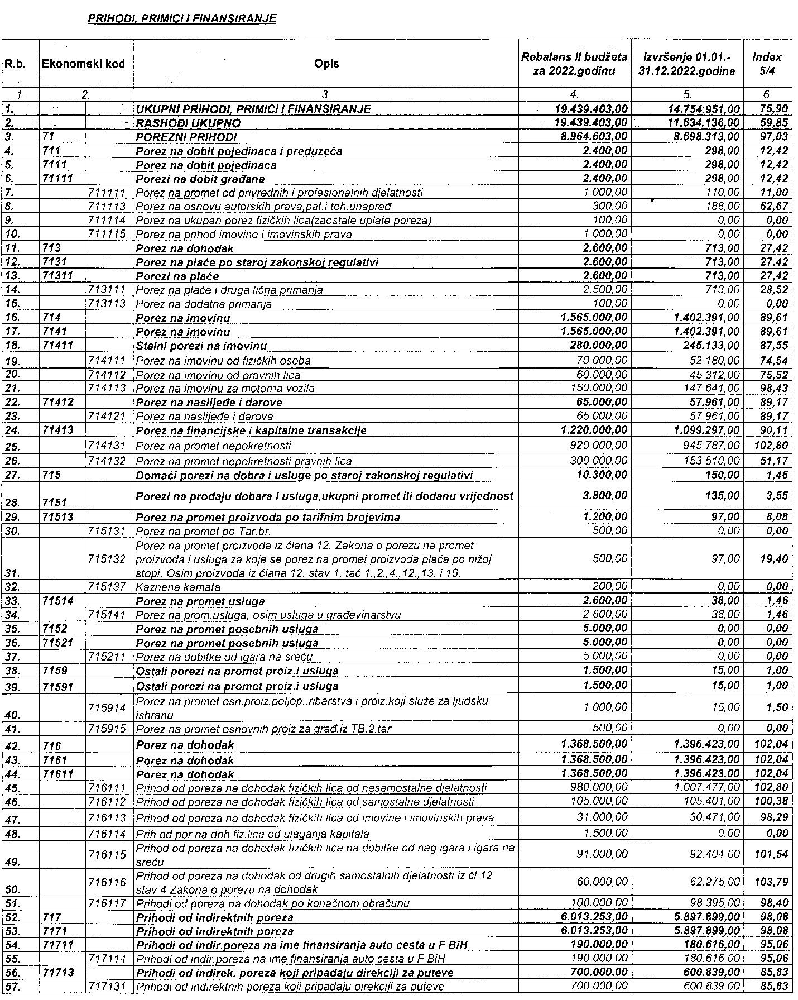 PRIHODI, PRIMICI I FINANSIRANJE
R.b. Ekonomski kod Opis Rebalans II budžeta za 2022.godinu Izvršenje 01.01.-31.12.2022.godine Index 5/4
1. 2. 3. 4. 5. 6.
1. UKUPNI PRIHODI, PRIMICI I FINANSIRANJE 19.439.403,00 14.754.951,00 75,90
2. RASHODI UKUPNO 19.439.403,00 11.634.136,00 59,85
3. 71 POREZNI PRIHODI 8.964.603,00 8.698.313,00 97,03
4. 711 Porez na dobit pojedinaca i preduzeća 2.400,00 298,00 12,42
5. 7111 Porez na dobit pojedinaca 2.400,00 298,00 12,42
6. 71111 Porezi na dobit građana 2.400,00 298,00 12,42
7. 711111 Porez na promet od privrednih i profesionalnih djelatnosti 1.000,00 110,00 11,00
8. 711113 Porez na osnovu autorskih prava,pat.i teh.unapređ. 300,00 188,00 62,67
9. 711114 Porez na ukupan porez fizičkih lica(zaostale uplate poreza) 100,00 0,00 0,00
10. 711115 Porez na prihod imovine i imovinskih prava 1.000,00 0,00 0,00
11. 713 Porez na dohodak 2.600,00 713,00 27,42
12. 7131 Porez na plaće po staroj zakonskoj regulativi 2.600,00 713,00 27,42
13. 71311 Porezi na plaće 2.600,00 713,00 27,42
14. 713111 Porez na plaće i druga lična primanja 2.500,00 713,00 28,52
15. 713113 Porez na dodatna primanja 100,00 0,00 0,00
16. 714 Porez na imovinu 1.565.000,00 1.402.391,00 89,61
17. 7141 Porez na imovinu 1.565.000,00 1.402.391,00 89,61
18. 71411 Stalni porezi na imovinu 280.000,00 245.133,00 87,55
19. 714111 Porez na imovinu od fizičkih osoba 70.000,00 52.180,00 74,54
20. 714112 Porez na imovinu od pravnih lica 60.000,00 45.312,00 75,52
21. 714113 Porez na imovinu za motorna vozila 150.000,00 147.641,00 98,43
22. 71412 Porez na naslijeđe i darove 65.000,00 57.961,00 89,17
23. 714121 Porez na naslijeđe i darove 65.000,00 57.961,00 89,17
24. 71413 Porez na financijske i kapitalne transakcije 1.220.000,00 1.099.297,00 90,11
25. 714131 Porez na promet nepokretnosti 920.000,00 945.787,00 102,80
26. 714132 Porez na promet nepokretnosti pravnih lica 300.000,00 153.510,00 51,17
27. 715 Domaći porezi na dobra i usluge po staroj zakonskoj regulativi 10.300,00 150,00 1,46
28. 7151 Porezi na prodaju dobara I usluga,ukupni promet ili dodanu vrijednost 3.800,00 135,00 3,55
29. 71513 Porez na promet proizvoda po tarifnim brojevima 1.200,00 97,00 8,08
30. 715131 Porez na promet po Tar.br. 500,00 0,00 0,00
Porez na promet proizvoda iz člana 12. Zakona o porezu na promet
715132 proizvoda i usluga za koje se porez na promet proizvoda plaća po nižoj 500,00 97,00 19,40
31. stopi. Osim proizvoda iz člana 12. stav 1. tač 1.,2.,4.,12.,13. i 16.
32. 715137 Kaznena kamata 200,00 0,00 0,00
33. 71514 Porez na promet usluga 2.600,00 38,00 1,46
34. 715141 Porez na prom.usluga, osim usluga u građevinarstvu 2.600,00 38,00 1,46
35. 7152 Porez na promet posebnih usluga 5.000,00 0,00 0,00
36. 71521 Porez na promet posebnih usluga 5.000,00 0,00 0,00
37. 715211 Porez na dobitke od igara na sreću 5.000,00 0,00 0,00
38. 7159 Ostali porezi na promet proiz.i usluga 1.500,00 15,00 1,00
39. 71591 Ostali porezi na promet proiz.i usluga 1.500,00 15,00 1,00
715914 Porez na promet osn.proiz.poljop.,ribarstva i proiz.koji služe za ljudsku 1.000,00 15,00 1,50
40. ishranu
41. 715915 Porez na promet osnovnih proiz.za građ.iz TB.2.tar. 500,00 0,00 0,00
42. 716 Porez na dohodak 1.368.500,00 1.396.423,00 102,04
43. 7161 Porez na dohodak 1.368.500,00 1.396.423,00 102,04
44. 71611 Porez na dohodak 1.368.500,00 1.396.423,00 102,04
45. 716111 Prihod od poreza na dohodak fizičkih lica od nesamostalne djelatnosti 980.000,00 1.007.477,00 102,80
46. 716112 Prihod od poreza na dohodak fizičkih lica od samostalne djelatnosti 105.000,00 105.401,00 100,38
47. 716113 Prihod od poreza na dohodak fizičkih lica od imovine i imovinskih prava 31.000,00 30.471,00 98,29
48. 716114 Prih.od por.na doh.fiz.lica od ulaganja kapitala 1.500,00 0,00 0,00
716115 Prihod od poreza na dohodak fizičkih lica na dobitke od nag.igara i igara na 91.000,00 92.404,00 101,54
49. sreću
716116 Prihod od poreza na dohodak od drugih samostalnih djelatnosti iz čl.12 60.000,00 62.275,00 103,79
50. stav 4 Zakona o porezu na dohodak
51. 716117 Prihodi od poreza na dohodak po konačnom obračunu 100.000,00 98.395,00 98,40
52. 717 Prihodi od indirektnih poreza 6.013.253,00 5.897.899,00 98,08
53. 7171 Prihodi od indirektnih poreza 6.013.253,00 5.897.899,00 98,08
54. 71711 Prihodi od indir.poreza na ime finansiranja auto cesta u F BiH 190.000,00 180.616,00 95,06
55. 717114 Prihodi od indir.poreza na ime finansiranja auto cesta u F BiH 190.000,00 180.616,00 95,06
56. 71713 Prihodi od indirek. poreza koji pripadaju direkciji za puteve 700.000,00 600.839,00 85,83
57. 717131 Prihodi od indirektnih poreza koji pripadaju direkciji za puteve 700.000,00 600.839,00 85,83